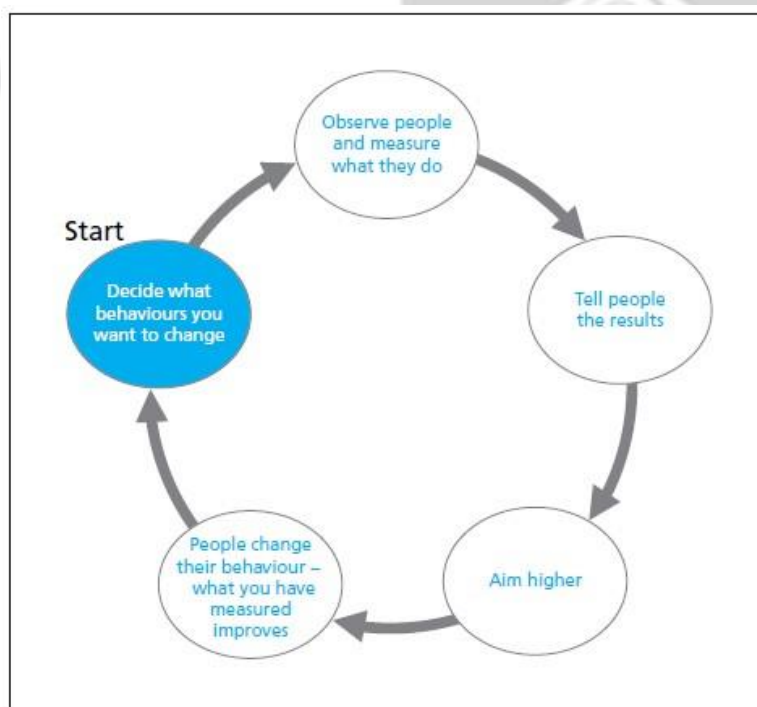 Start
Decide what
behaviours you
want to change
Observe people
and measure
what they do
Tell people
the results
Aim higher
People change
their behaviour –
what you have
measured
improves